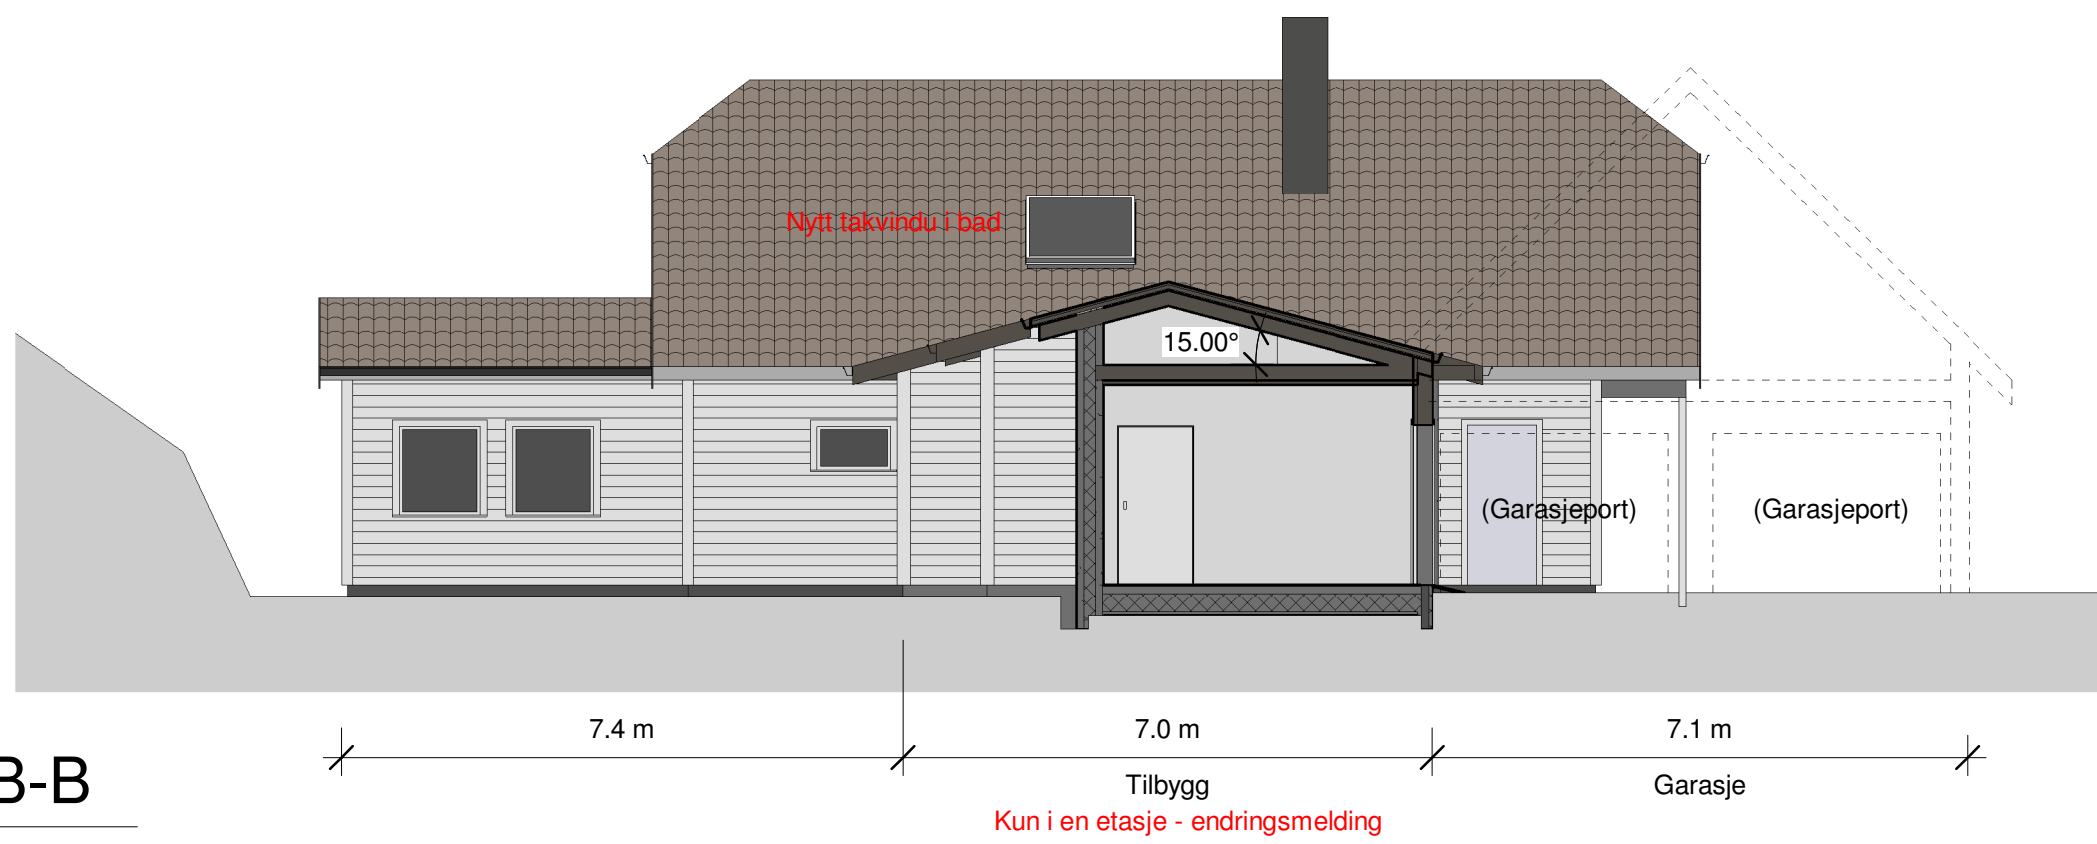 Nytt takvindu i bad
15.00°
(Garasjeport)
(Garasjeport)
7.4 m
7.0 m
7.1 m
B-B
Tilbygg
Garasje
Kun i en etasje - endringsmelding